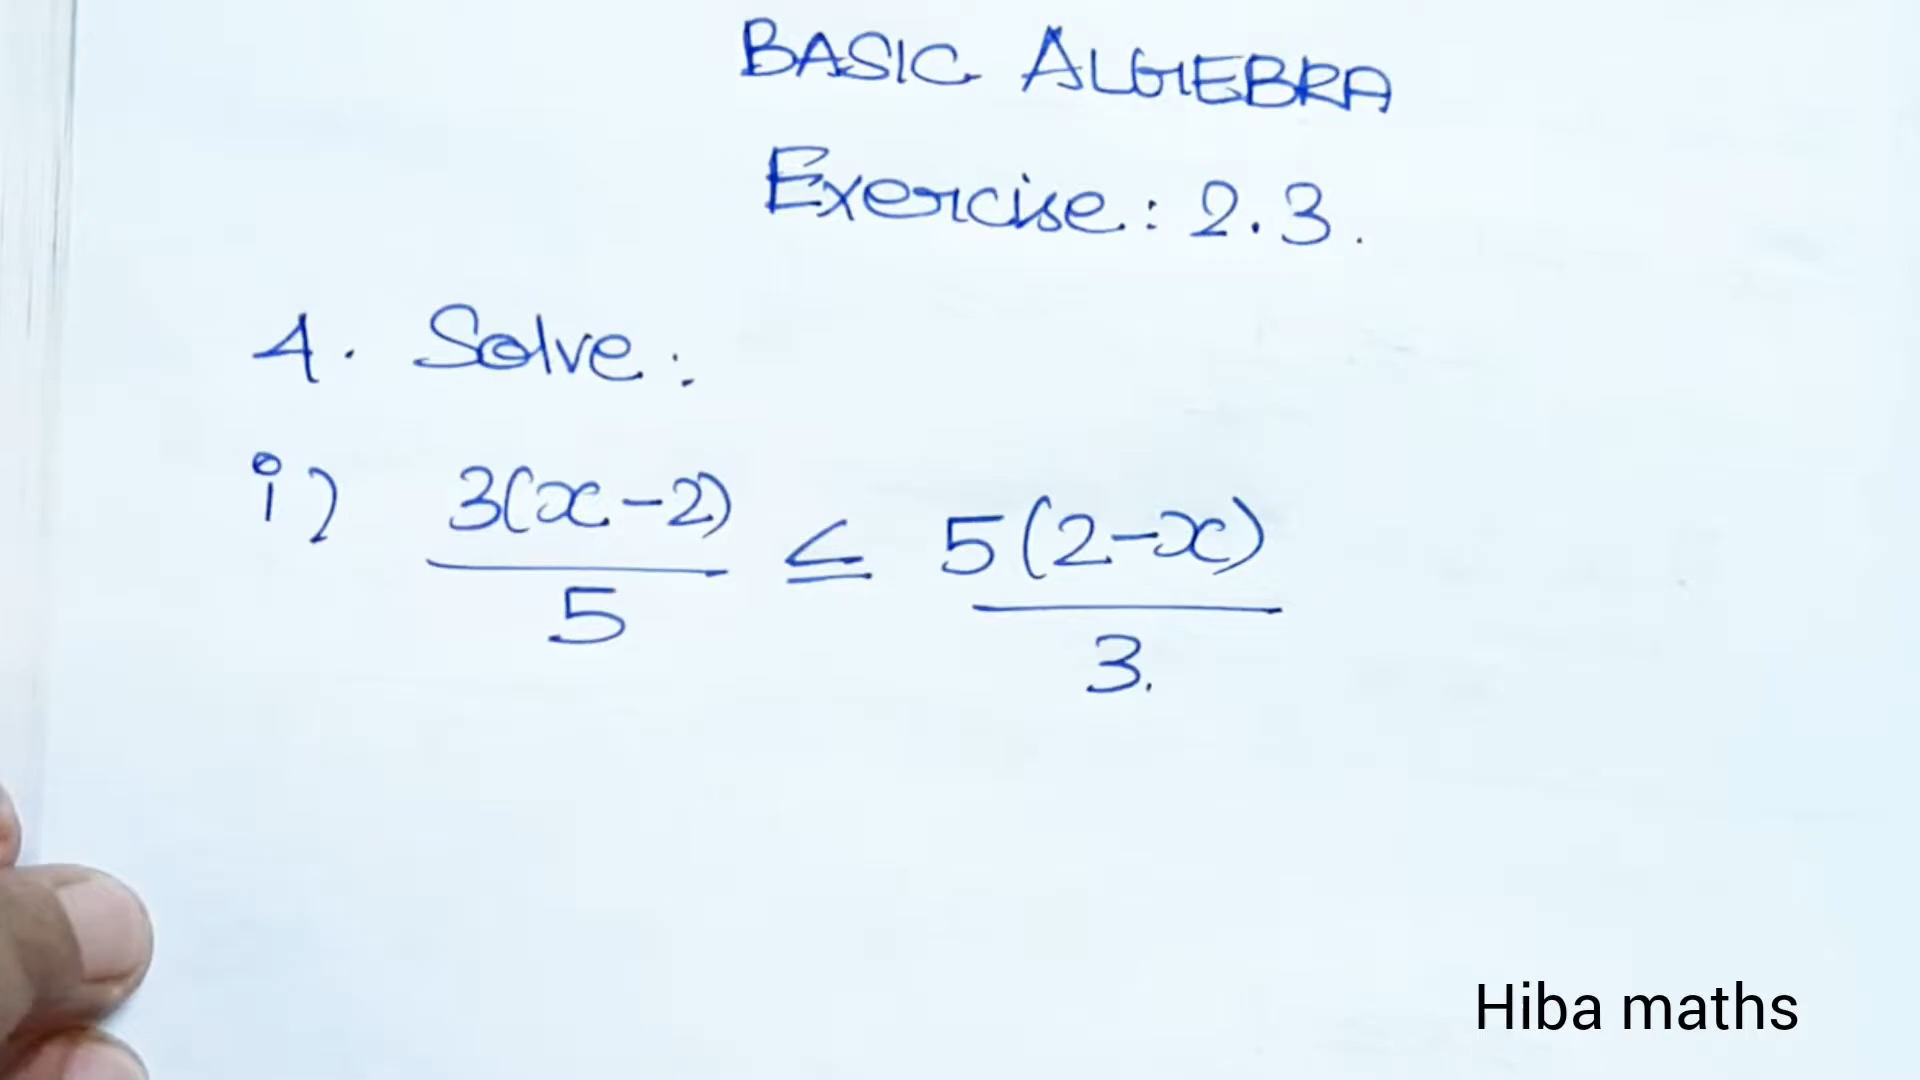 BASIC ALGEBRA
Exercise: 2.3.
4. Solve:
i) 3(x-2)/5 ≤ 5(2-x)/3.
Hiba maths